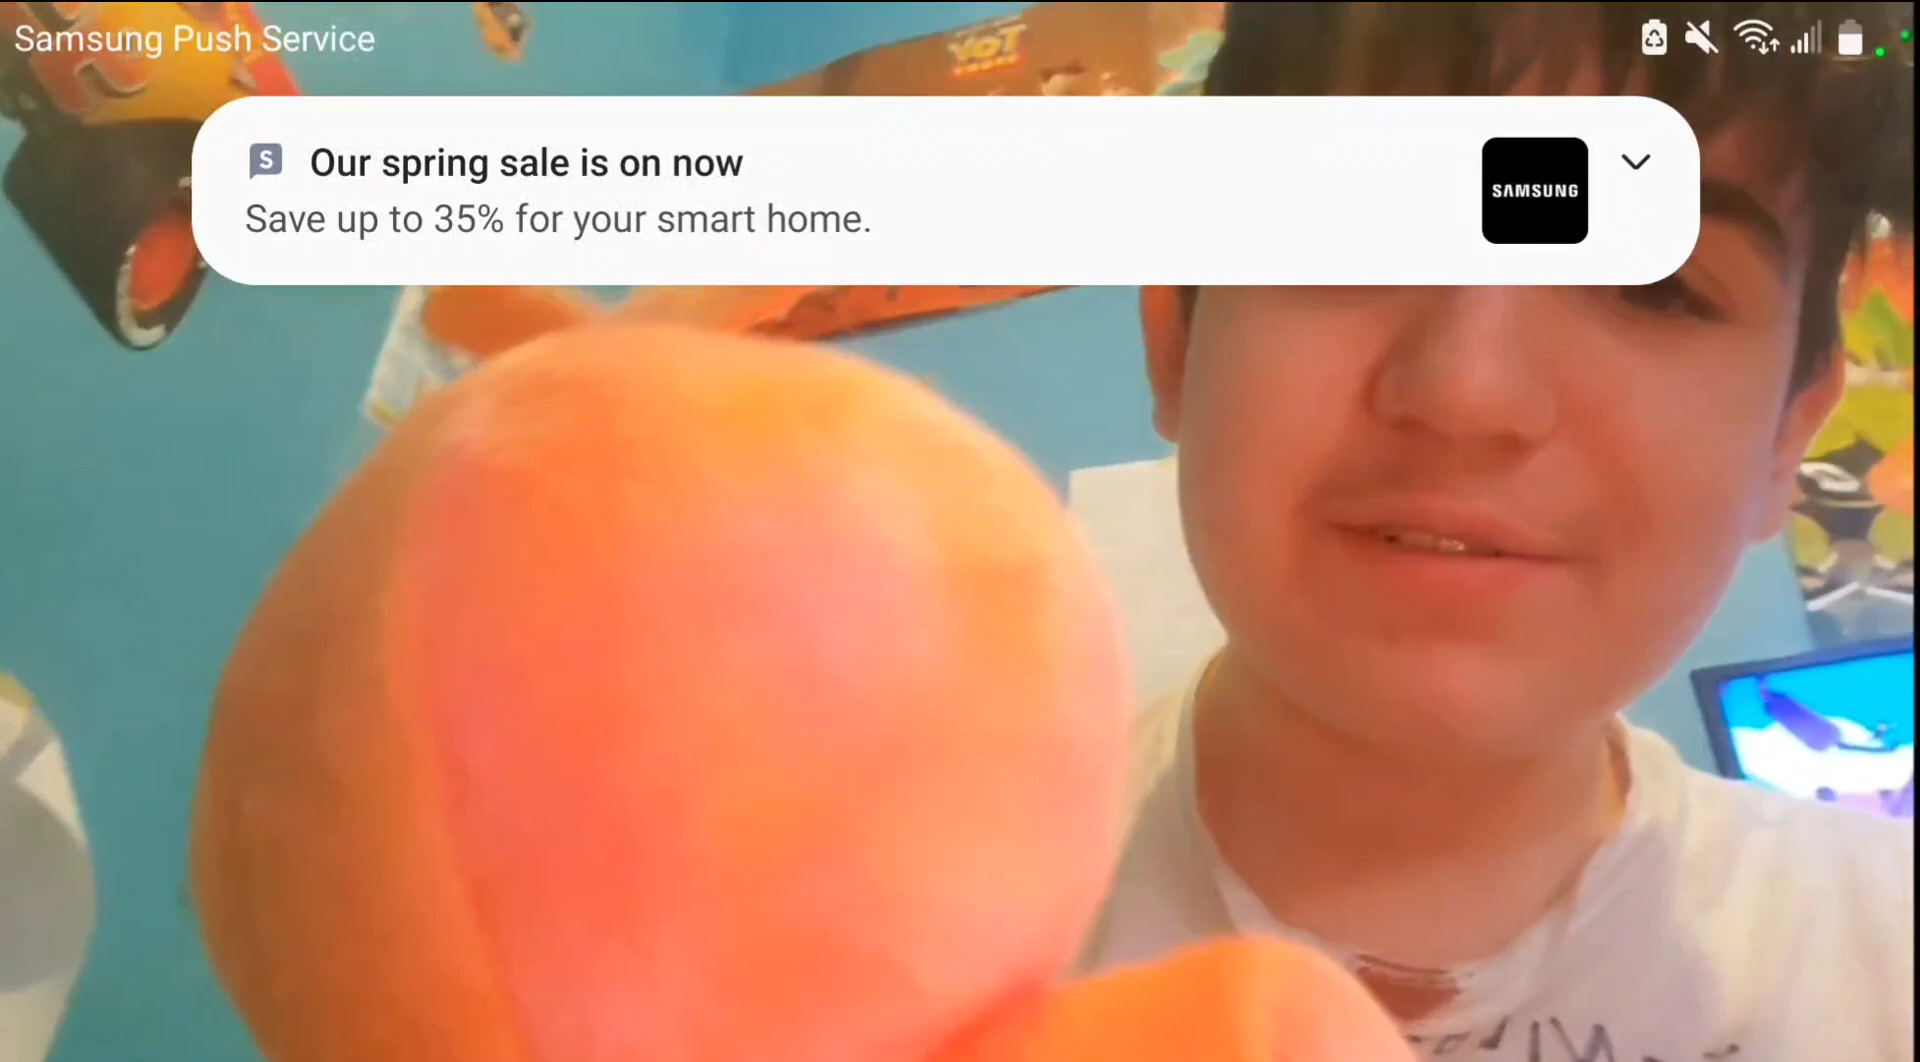 Samsung Push Service
S Our spring sale is on now
Save up to 35% for your smart home.
SAMSUNG